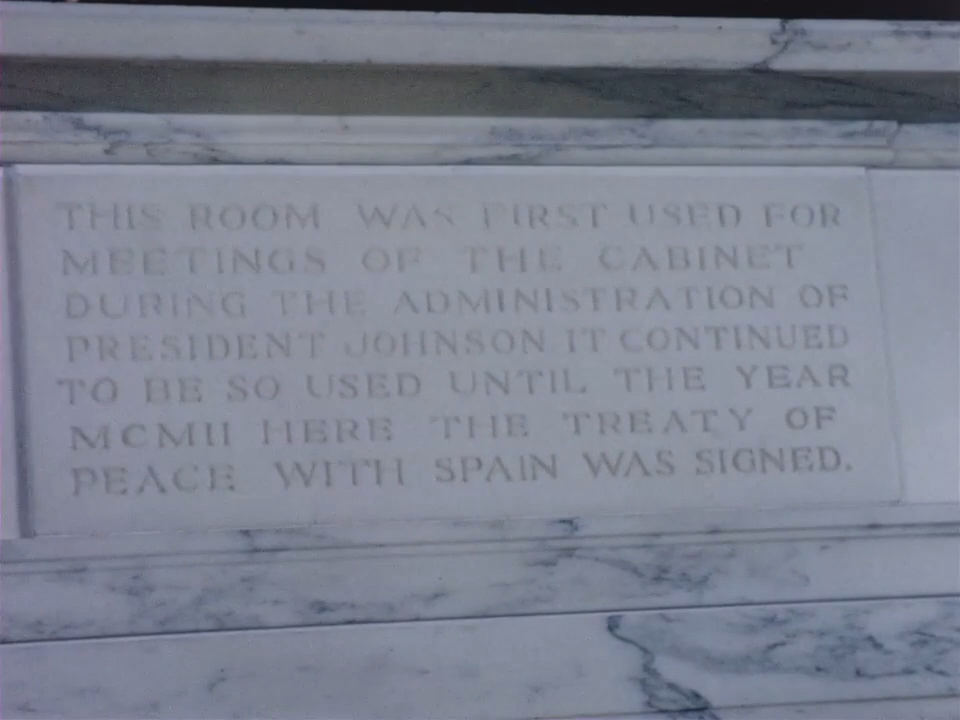 THIS ROOM WAS FIRST USED FOR
MEETINGS OF THE CABINET
DURING THE ADMINISTRATION OF
PRESIDENT JOHNSON IT CONTINUED
TO BE SO USED UNTIL THE YEAR
MCMII HERE THE TREATY OF
PEACE WITH SPAIN WAS SIGNED.